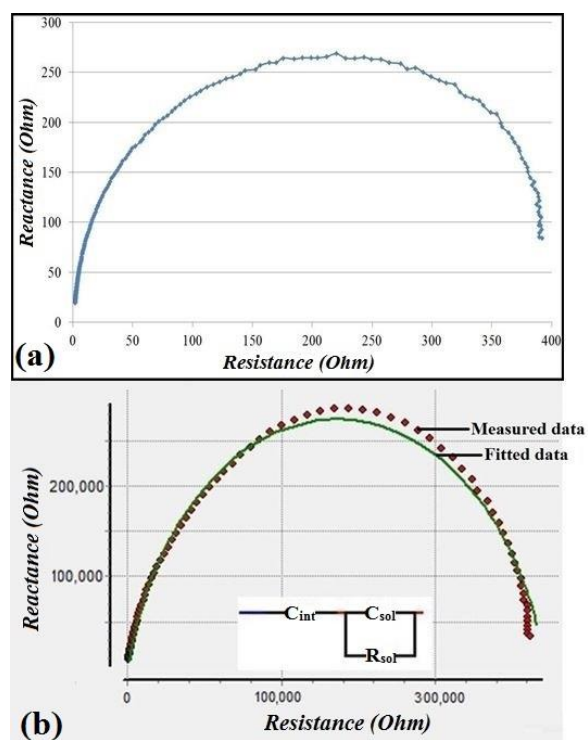 300
250
200
150
100
50
0
Reactance (Ohm)
0 50 100 150 200 250 300 350 400
(a)
Resistance (Ohm)
Measured data
Fitted data
200,000
100,000
Reactance (Ohm)
Cint Csol
Rsol
0 100,000 300,000
(b)
Resistance (Ohm)